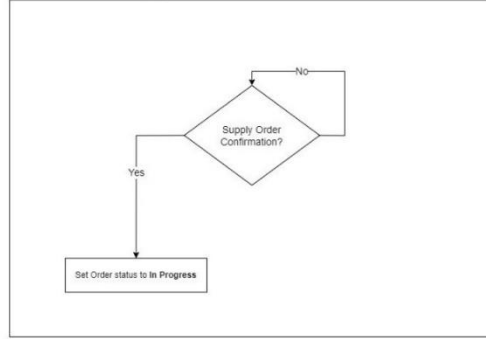 No
Supply Order
Confirmation?
Yes
Set Order status to In Progress